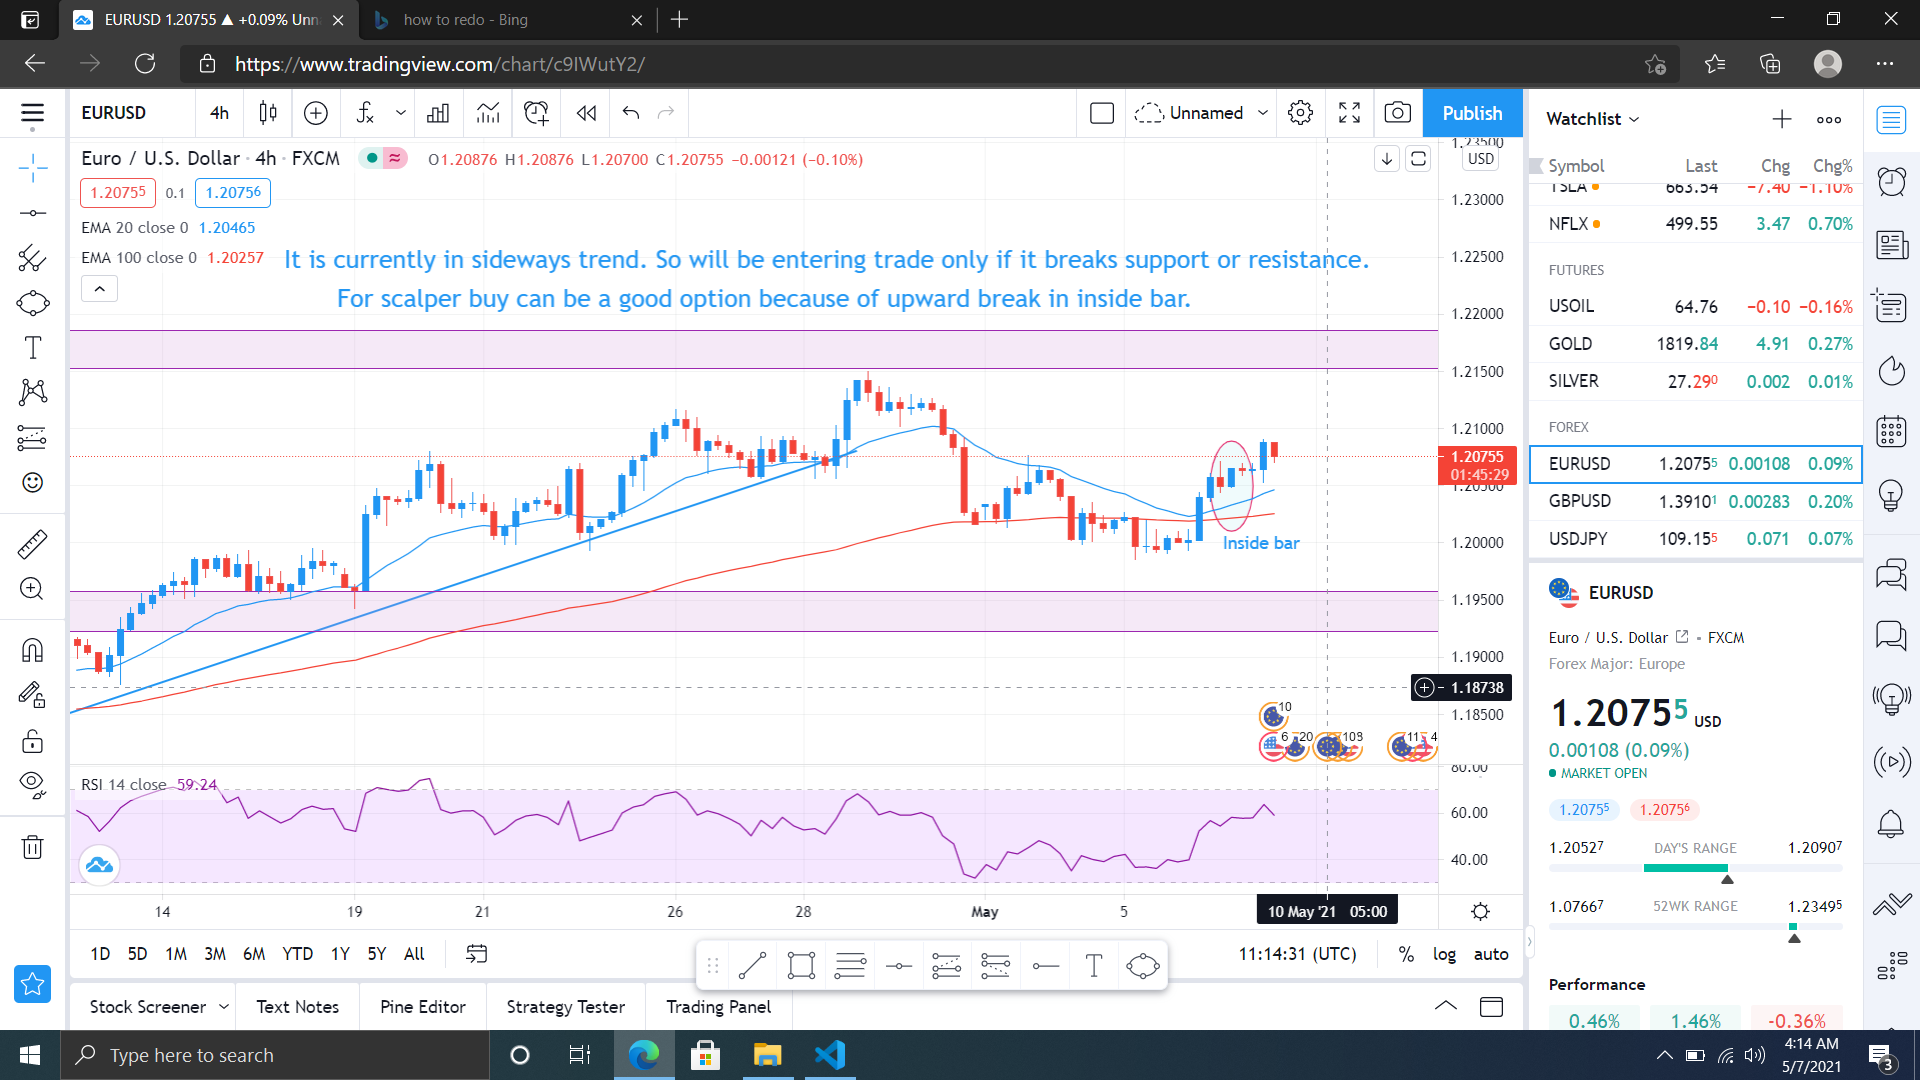 EURUSD 1.20755 ▲ +0.09% Unn
how to redo - Bing
https://www.tradingview.com/chart/c9IWutY2/
EURUSD 4h
Unnamed
Publish
Euro / U.S. Dollar · 4h · FXCM
O1.20876 H1.20876 L1.20700 C1.20755 −0.00121 (−0.10%)
1.20755 0.1 1.20756
EMA 20 close 0 1.20465
EMA 100 close 0 1.20257
It is currently in sideways trend. So will be entering trade only if it breaks support or resistance.
For scalper buy can be a good option because of upward break in inside bar.
Inside bar
1.23500
USD
1.23000
1.22500
1.22000
1.21500
1.21000
1.20755
01:45:29
1.20500
1.20000
1.19500
1.19000
1.18738
1.18500
10
6 20
11 4
RSI 14 close 59.24
80.00
60.00
40.00
14 19 21 26 28 May 5
10 May '21 05:00
1D 5D 1M 3M 6M YTD 1Y 5Y All
11:14:31 (UTC) % log auto
Stock Screener Text Notes Pine Editor Strategy Tester Trading Panel
Watchlist
Symbol Last Chg Chg%
TSLA 663.54 −7.40 −1.10%
NFLX 499.55 3.47 0.70%
FUTURES
USOIL 64.76 −0.10 −0.16%
GOLD 1819.84 4.91 0.27%
SILVER 27.290 0.002 0.01%
FOREX
EURUSD 1.20755 0.00108 0.09%
GBPUSD 1.39101 0.00283 0.20%
USDJPY 109.155 0.071 0.07%
EURUSD
Euro / U.S. Dollar FXCM
Forex Major: Europe
1.20755 USD
0.00108 (0.09%)
MARKET OPEN
1.20755 1.20756
1.20527 DAY'S RANGE 1.20907
1.07667 52WK RANGE 1.23495
Performance
0.46% 1.46% -0.36%
Type here to search
4:14 AM
5/7/2021
3